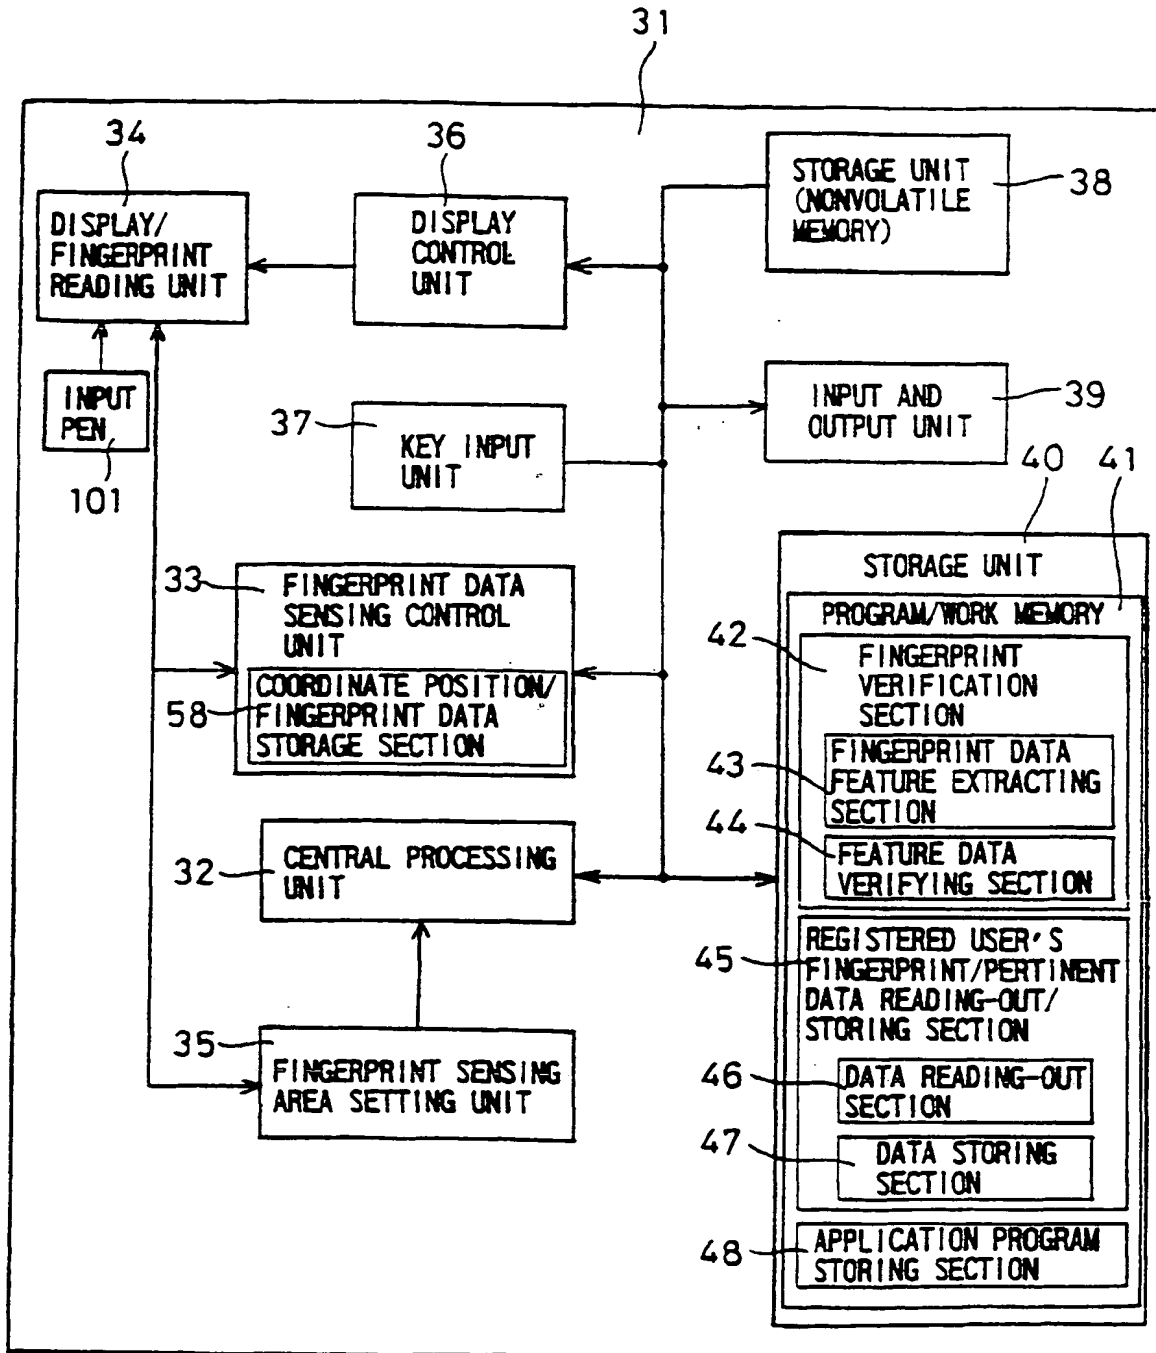 31
34
DISPLAY/
FINGERPRINT
READING UNIT
36
DISPLAY
CONTROL
UNIT
STORAGE UNIT
(NONVOLATILE
MEMORY)
38
INPUT
PEN
101
37
KEY INPUT
UNIT
INPUT AND
OUTPUT UNIT
39
40
41
33
FINGERPRINT DATA
SENSING CONTROL
UNIT
58
COORDINATE POSITION/
FINGERPRINT DATA
STORAGE SECTION
32
CENTRAL PROCESSING
UNIT
35
FINGERPRINT SENSING
AREA SETTING UNIT
STORAGE UNIT
PROGRAM/WORK MEMORY
42
FINGERPRINT
VERIFICATION
SECTION
43
FINGERPRINT DATA
FEATURE EXTRACTING
SECTION
44
FEATURE DATA
VERIFYING SECTION
45
REGISTERED USER'S
FINGERPRINT/PERTINENT
DATA READING-OUT/
STORING SECTION
46
DATA READING-OUT
SECTION
47
DATA STORING
SECTION
48
APPLICATION PROGRAM
STORING SECTION